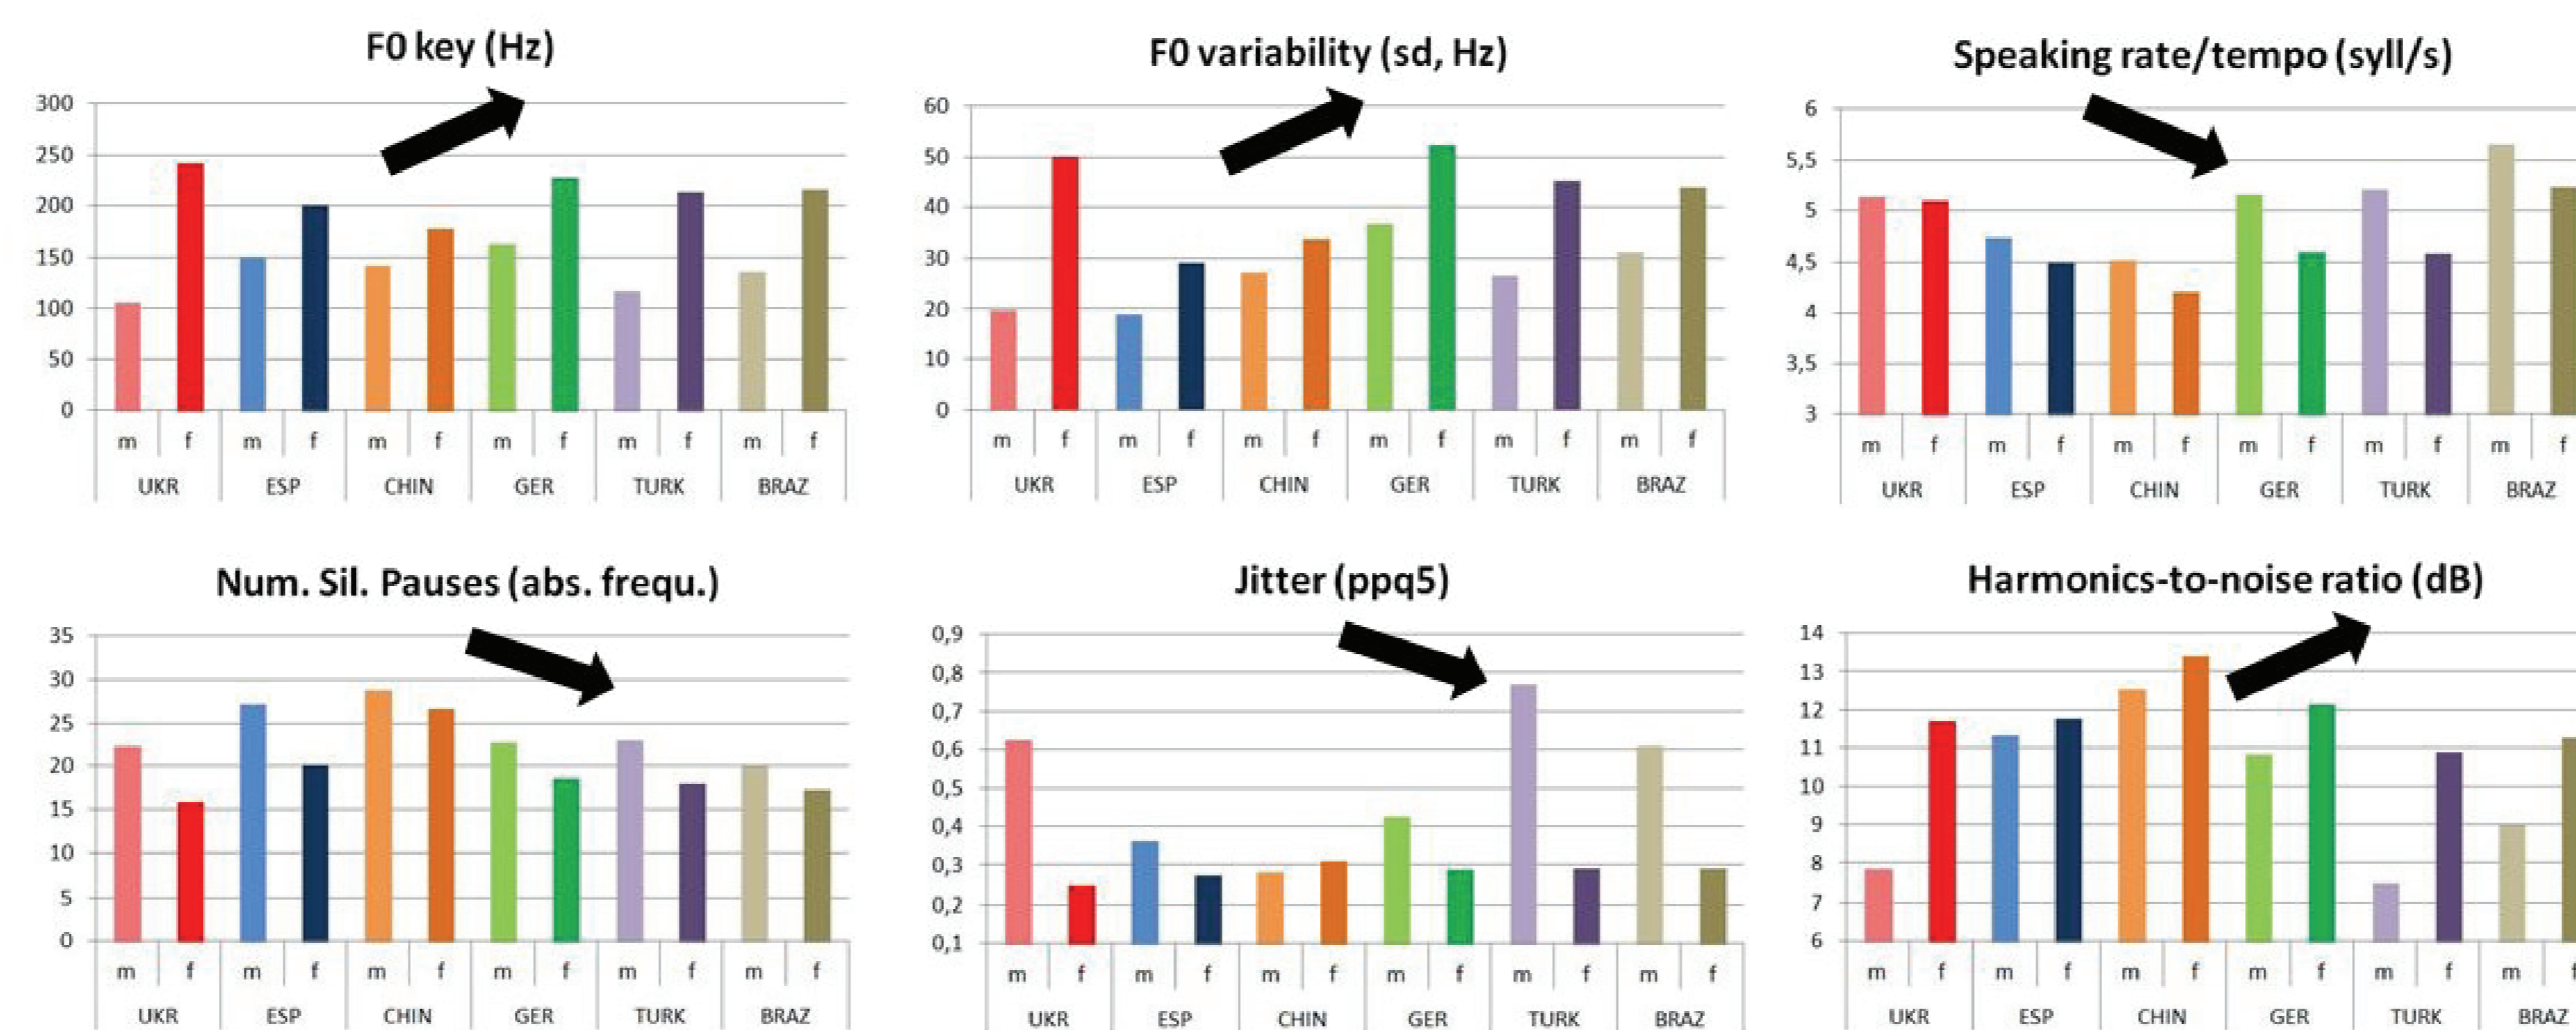 F0 key (Hz)
300
250
200
150
100
50
0
m f m f m f m f m f m f
UKR ESP CHIN GER TURK BRAZ
F0 variability (sd, Hz)
60
50
40
30
20
10
0
m f m f m f m f m f m f
UKR ESP CHIN GER TURK BRAZ
Speaking rate/tempo (syll/s)
6
5,5
5
4,5
4
3,5
3
m f m f m f m f m f m f
UKR ESP CHIN GER TURK BRAZ
Num. Sil. Pauses (abs. frequ.)
35
30
25
20
15
10
5
0
m f m f m f m f m f m f
UKR ESP CHIN GER TURK BRAZ
Jitter (ppq5)
0,9
0,8
0,7
0,6
0,5
0,4
0,3
0,2
0,1
m f m f m f m f m f m f
UKR ESP CHIN GER TURK BRAZ
Harmonics-to-noise ratio (dB)
14
13
12
11
10
9
8
7
6
m f m f m f m f m f m f
UKR ESP CHIN GER TURK BRAZ